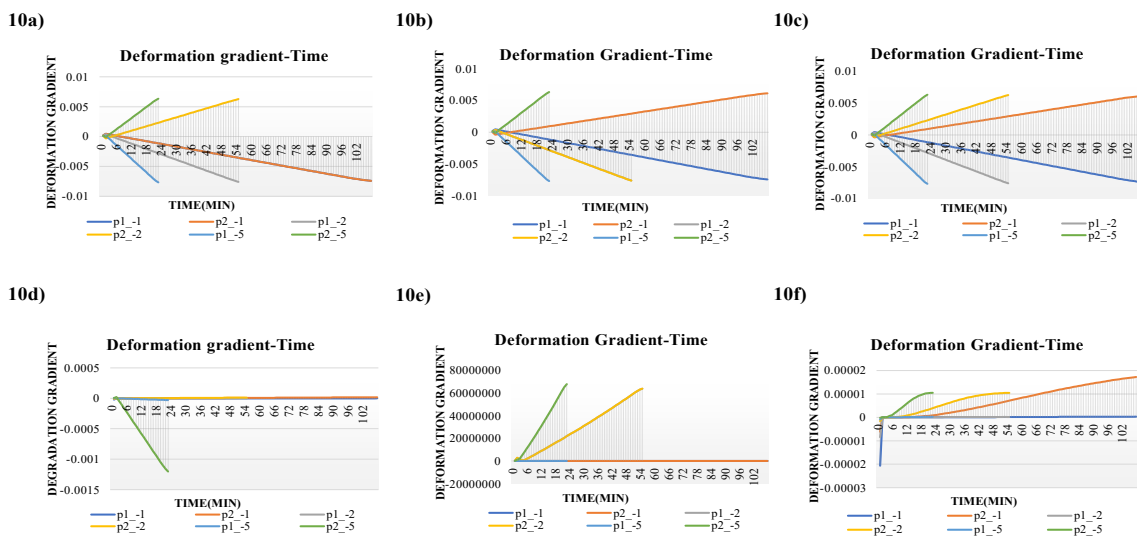 10a)
Deformation gradient-Time
DEFORMATION GRADIENT
0.01
0.005
0
-0.005
-0.01
0 6 12 18 24 30 36 42 48 54 60 66 72 78 84 90 96 102
TIME(MIN)
p1_-1 p2_-1 p1_-2
p2_-2 p1_-5 p2_-5
10b)
Deformation Gradient-Time
DEFORMATION GRADIENT
0.01
0.005
0
-0.005
-0.01
0 6 12 18 24 30 36 42 48 54 60 66 72 78 84 90 96 102
TIME(MIN)
p1_-1 p2_-1 p1_-2
p2_-2 p1_-5 p2_-5
10c)
Deformation Gradient-Time
DEFORMATION GRADIENT
0.01
0.005
0
-0.005
-0.01
0 6 12 18 24 30 36 42 48 54 60 66 72 78 84 90 96 102
TIME(MIN)
p1_-1 p2_-1 p1_-2
p2_-2 p1_-5 p2_-5
10d)
Deformation gradient-Time
DEGRADATION GRADIENT
0.0005
0
-0.0005
-0.001
-0.0015
0 6 12 18 24 30 36 42 48 54 60 66 72 78 84 90 96 102
TIME(MIN)
p1_-1 p2_-1 p1_-2
p2_-2 p1_-5 p2_-5
10e)
Deformation Gradient-Time
DEFORMATION GRADIENT
80000000
60000000
40000000
20000000
0
-20000000
0 6 12 18 24 30 36 42 48 54 60 66 72 78 84 90 96 102
TIME(MIN)
p1_-1 p2_-1 p1_-2
p2_-2 p1_-5 p2_-5
10f)
Deformation Gradient-Time
DEFORMATION GRADIENT
0.00002
0.00001
0
-0.00001
-0.00002
-0.00003
0 6 12 18 24 30 36 42 48 54 60 66 72 78 84 90 96 102
TIME(MIN)
p1_-1 p2_-1 p1_-2
p2_-2 p1_-5 p2_-5